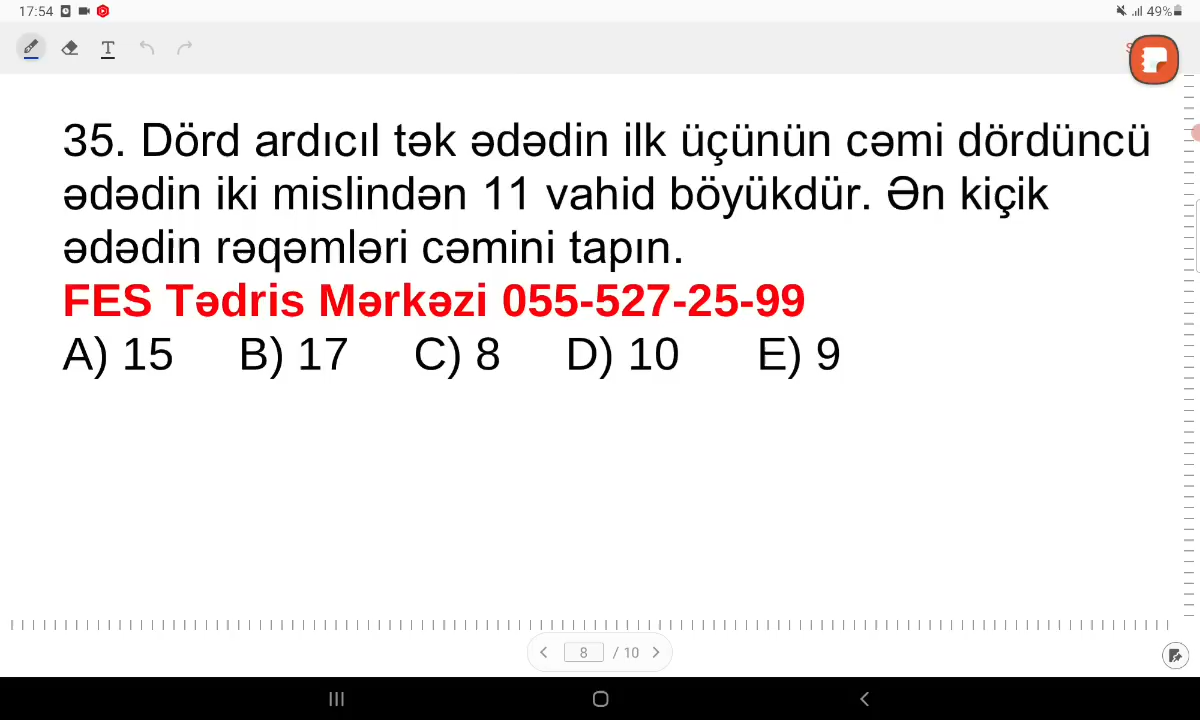 17:54
49%
T
35. Dörd ardıcıl tək ədədin ilk üçünün cəmi dördüncü
ədədin iki mislindən 11 vahid böyükdür. Ən kiçik
ədədin rəqəmləri cəmini tapın.
FES Tədris Mərkəzi 055-527-25-99
A) 15 B) 17 C) 8 D) 10 E) 9
8 / 10